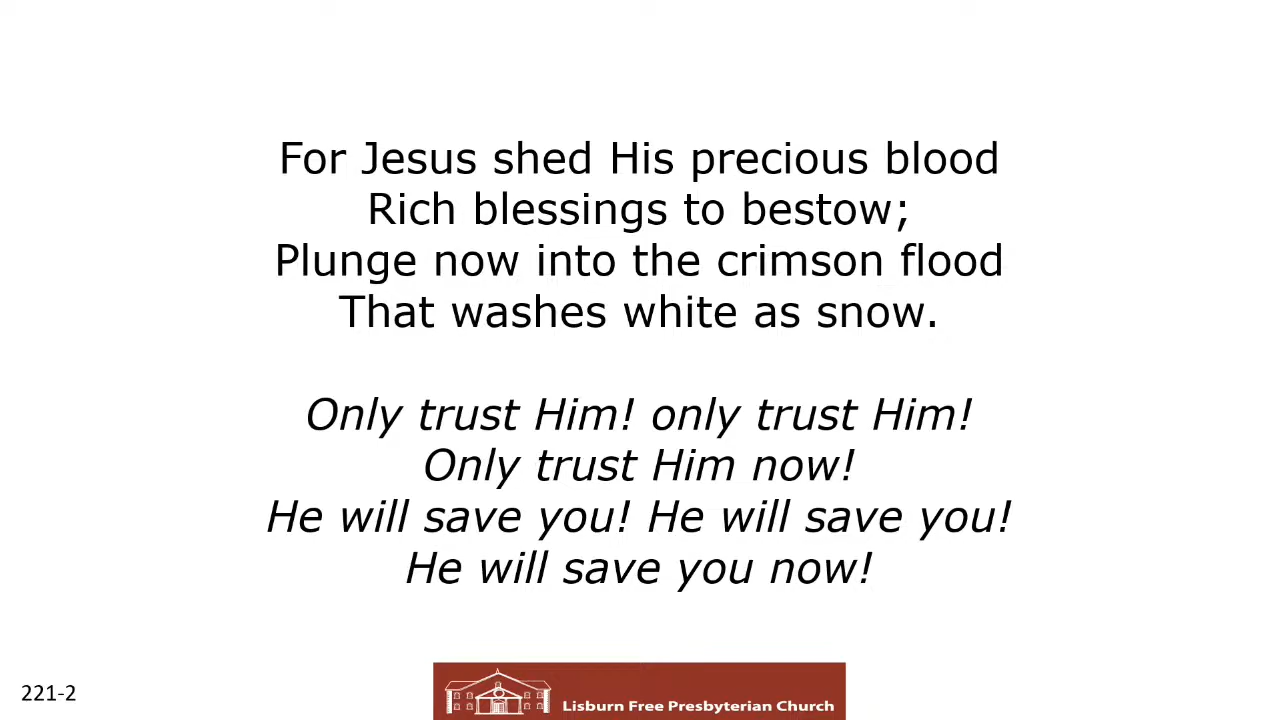 For Jesus shed His precious blood
Rich blessings to bestow;
Plunge now into the crimson flood
That washes white as snow.
Only trust Him! only trust Him!
Only trust Him now!
He will save you! He will save you!
He will save you now!
221-2
Lisburn Free Presbyterian Church